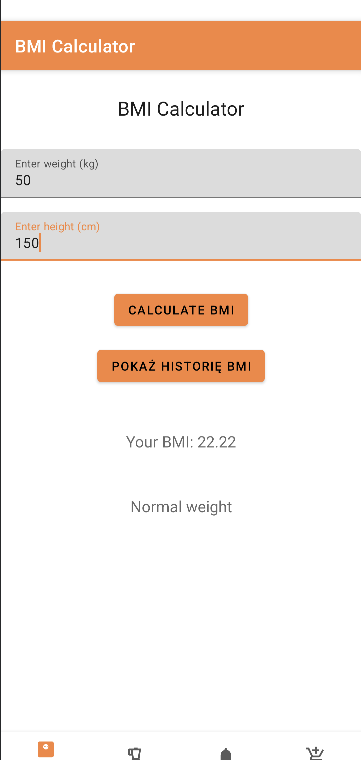 BMI Calculator
BMI Calculator
Enter weight (kg)
50
Enter height (cm)
150
CALCULATE BMI
POKAŻ HISTORIĘ BMI
Your BMI: 22.22
Normal weight